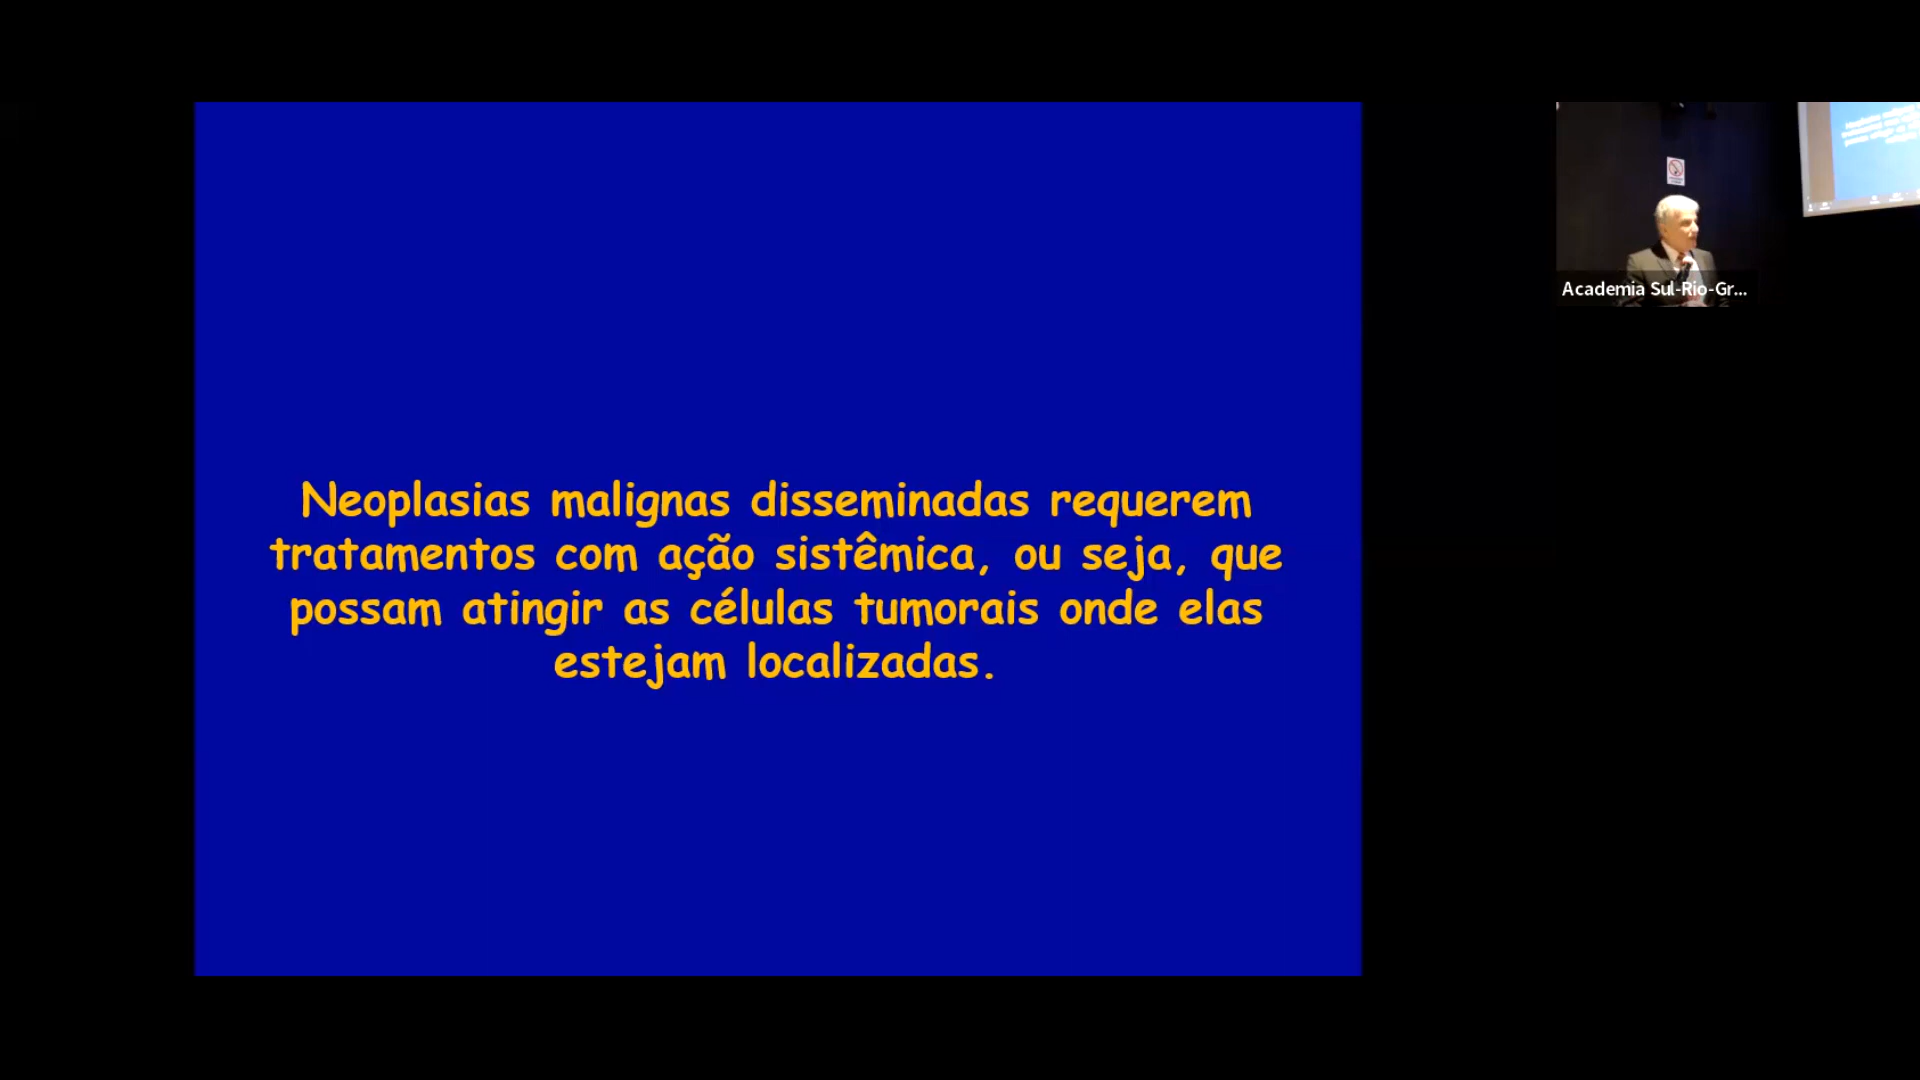 Neoplasias malignas disseminadas requerem
tratamentos com ação sistêmica, ou seja, que
possam atingir as células tumorais onde elas
estejam localizadas.
Academia Sul-Rio-Gr...